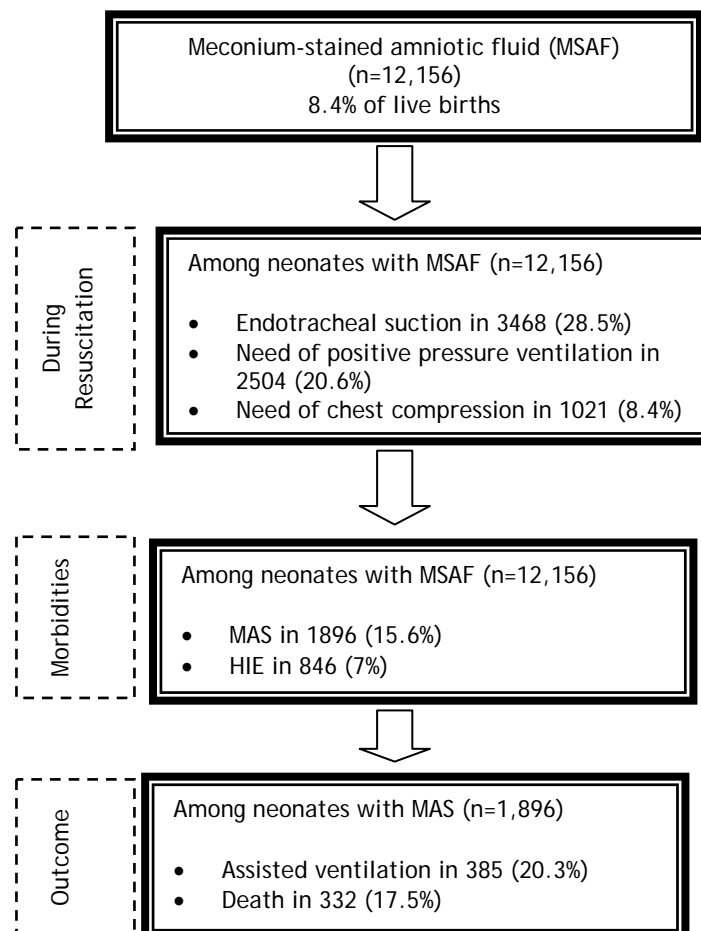 Meconium-stained amniotic fluid (MSAF)
(n=12,156)
8.4% of live births
During
Resuscitation
Among neonates with MSAF (n=12,156)
• Endotracheal suction in 3468 (28.5%)
• Need of positive pressure ventilation in
2504 (20.6%)
• Need of chest compression in 1021 (8.4%)
Morbidities
Among neonates with MSAF (n=12,156)
• MAS in 1896 (15.6%)
• HIE in 846 (7%)
Outcome
Among neonates with MAS (n=1,896)
• Assisted ventilation in 385 (20.3%)
• Death in 332 (17.5%)